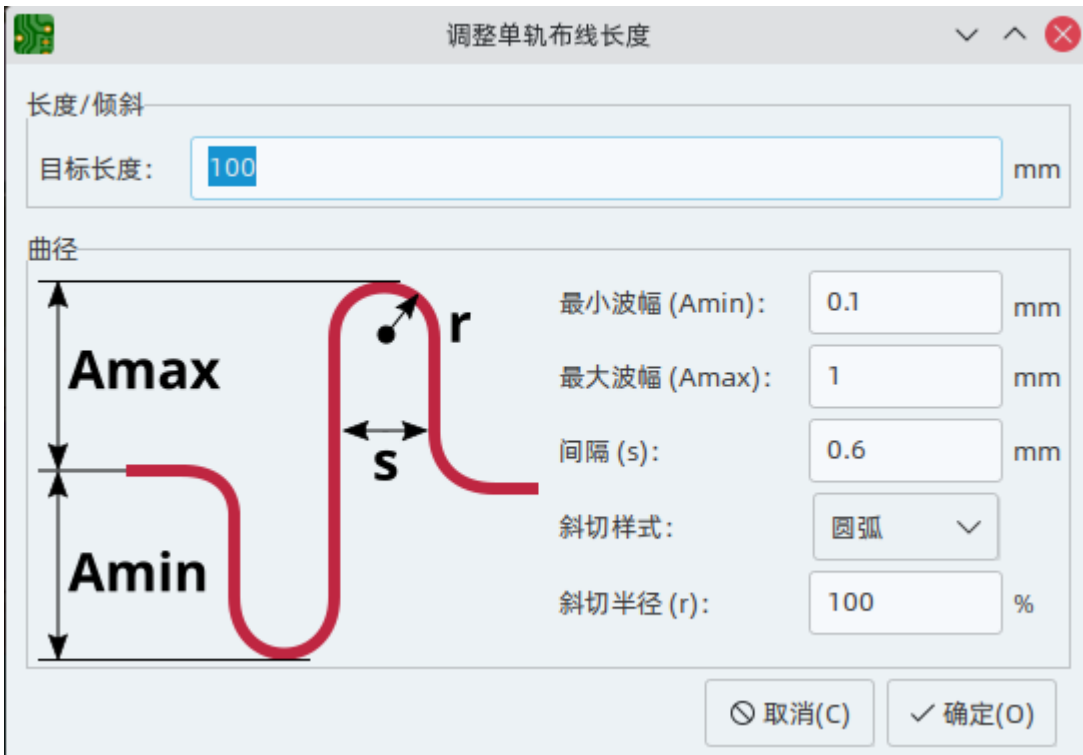 调整单轨布线长度
长度/倾斜
目标长度： 100 mm
曲径
Amax
r
s
Amin
最小波幅 (Amin)： 0.1 mm
最大波幅 (Amax)： 1 mm
间隔 (s)： 0.6 mm
斜切样式： 圆弧
斜切半径 (r)： 100 %
取消(C) 确定(O)